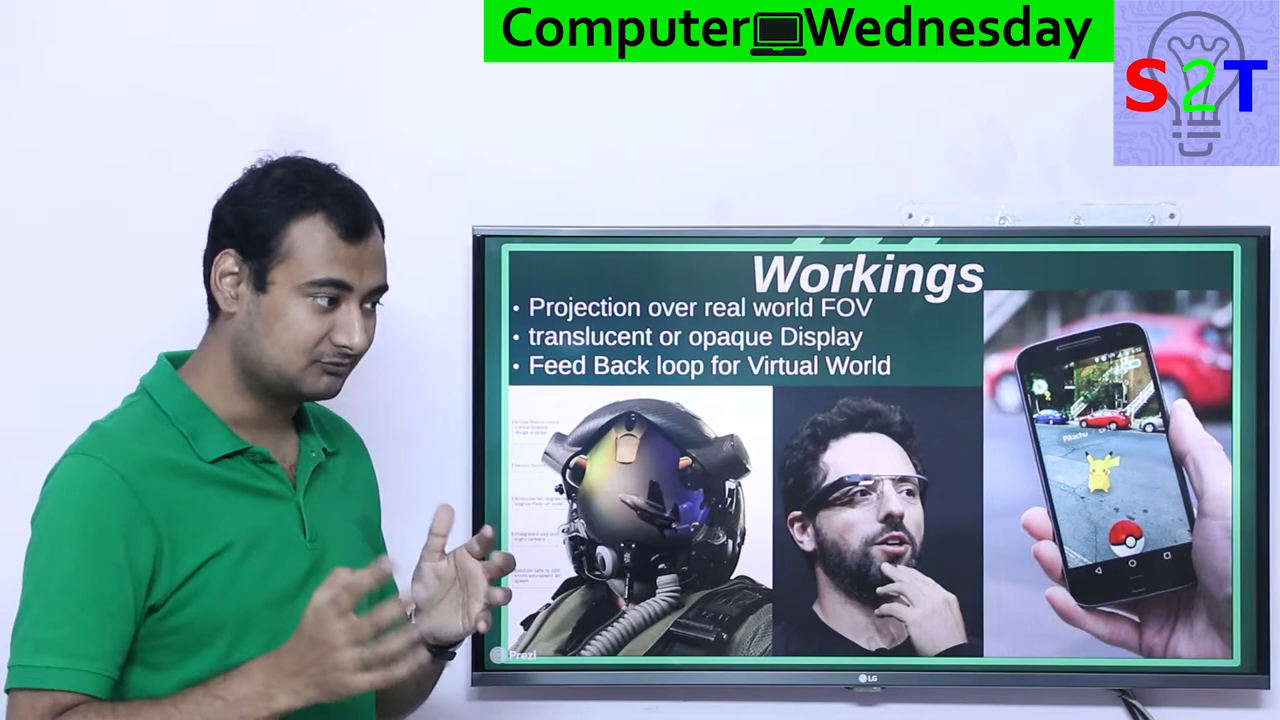 Computer Wednesday
S2T
Workings
• Projection over real world FOV
• translucent or opaque Display
• Feed Back loop for Virtual World
Pikachu
Prezi
LG